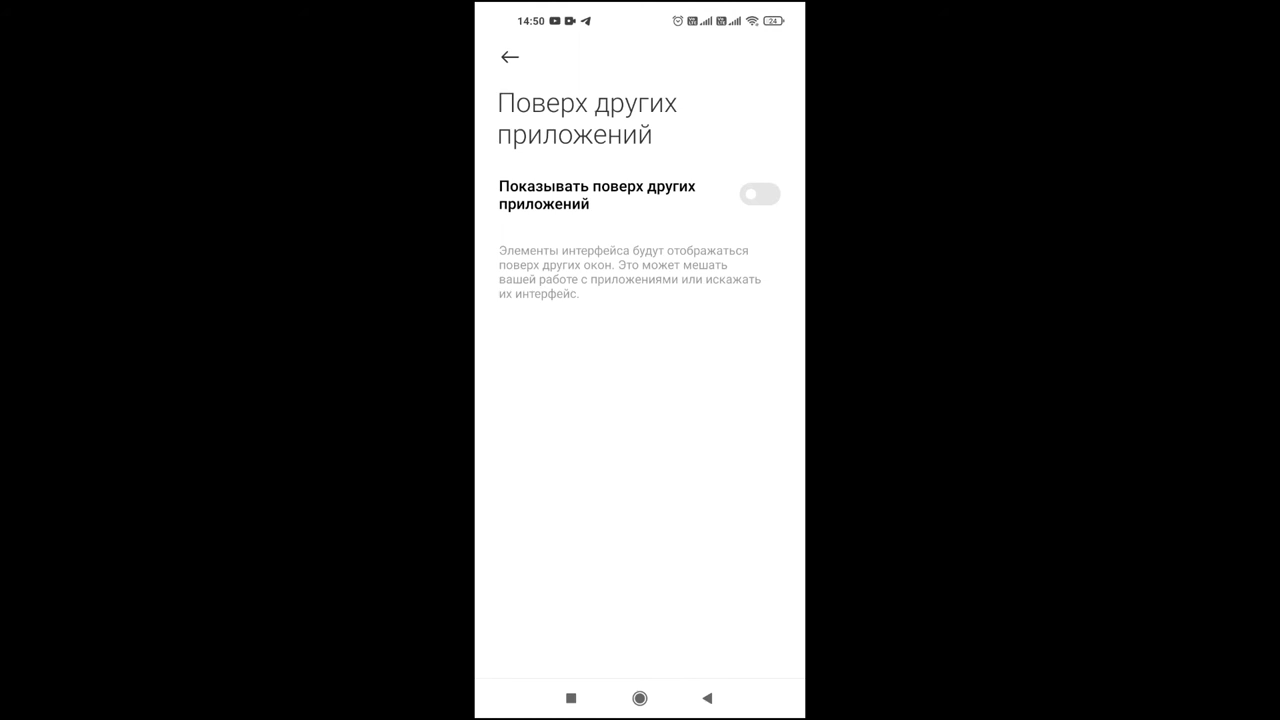 14:50
24
Поверх других
приложений
Показывать поверх других
приложений
Элементы интерфейса будут отображаться
поверх других окон. Это может мешать
вашей работе с приложениями или искажать
их интерфейс.